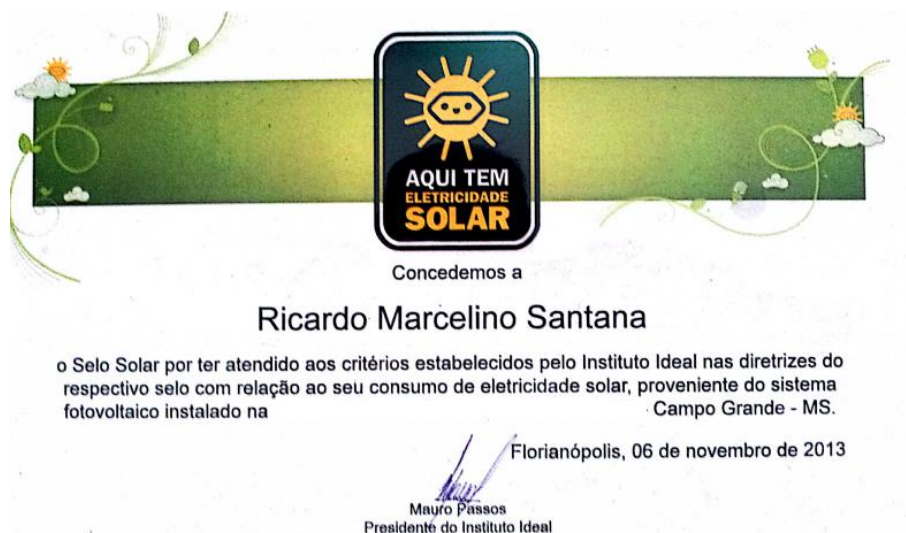 AQUI TEM
ELETRICIDADE
SOLAR
Concedemos a
Ricardo Marcelino Santana
o Selo Solar por ter atendido aos critérios estabelecidos pelo Instituto Ideal nas diretrizes do
respectivo selo com relação ao seu consumo de eletricidade solar, proveniente do sistema
fotovoltaico instalado na Campo Grande - MS.
Florianópolis, 06 de novembro de 2013
Mauro Passos
Presidente do Instituto Ideal